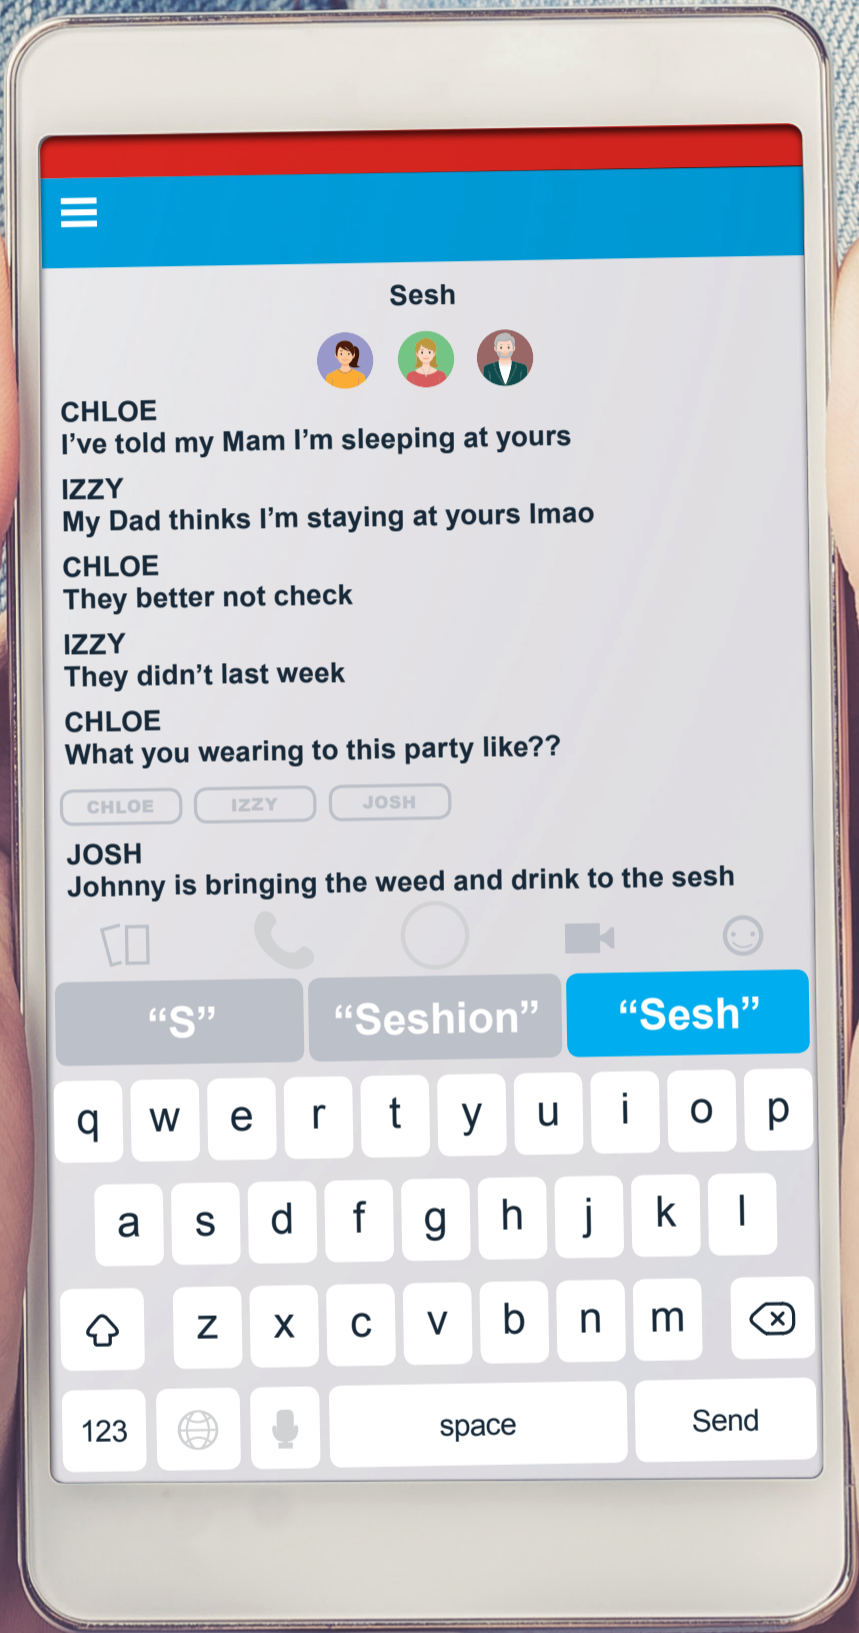 Sesh
CHLOE
I've told my Mam I'm sleeping at yours
IZZY
My Dad thinks I'm staying at yours lmao
CHLOE
They better not check
IZZY
They didn't last week
CHLOE
What you wearing to this party like??
CHLOE IZZY JOSH
JOSH
Johnny is bringing the weed and drink to the sesh
“S” “Seshion” “Sesh”
q w e r t y u i o p
a s d f g h j k l
z x c v b n m
123 space Send